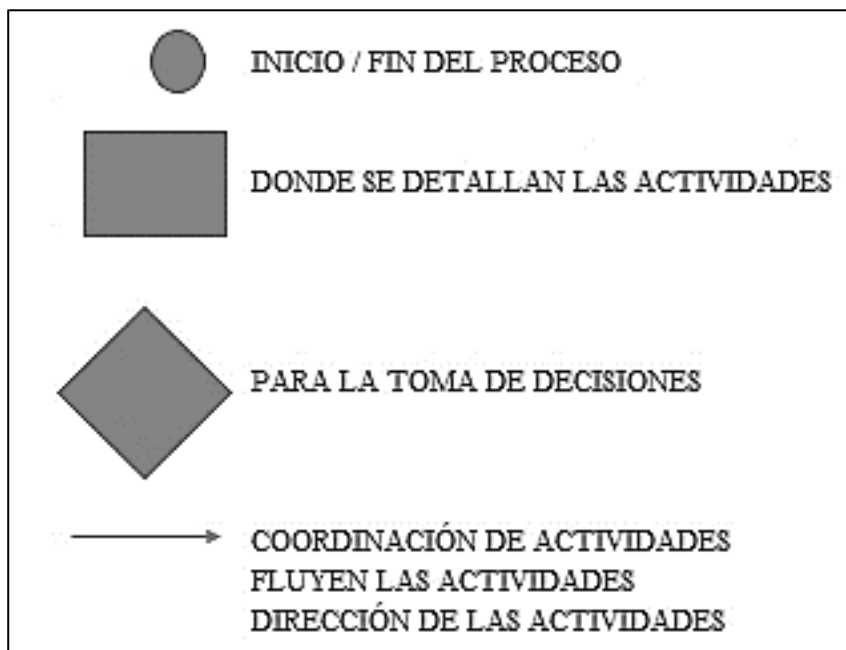 INICIO / FIN DEL PROCESO
DONDE SE DETALLAN LAS ACTIVIDADES
PARA LA TOMA DE DECISIONES
COORDINACIÓN DE ACTIVIDADES
FLUYEN LAS ACTIVIDADES
DIRECCIÓN DE LAS ACTIVIDADES